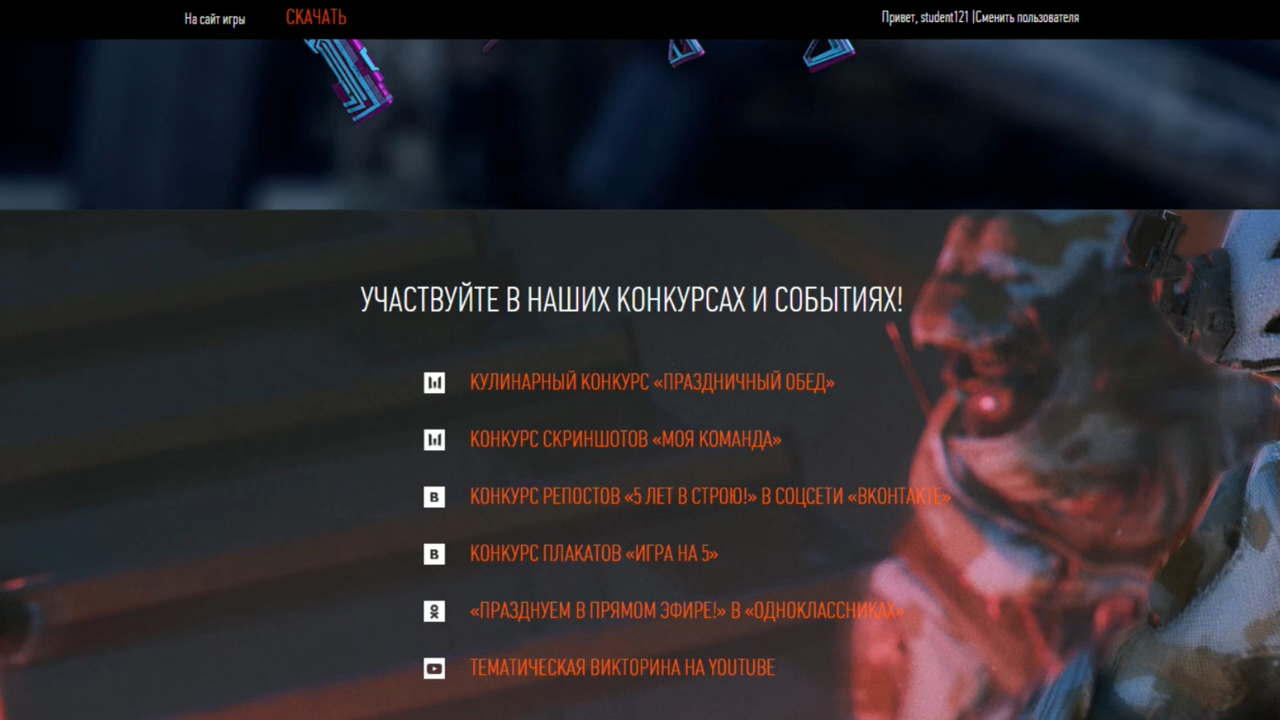 На сайт игры
СКАЧАТЬ
Привет, student121 |Сменить пользователя
УЧАСТВУЙТЕ В НАШИХ КОНКУРСАХ И СОБЫТИЯХ!
КУЛИНАРНЫЙ КОНКУРС «ПРАЗДНИЧНЫЙ ОБЕД»
КОНКУРС СКРИНШОТОВ «МОЯ КОМАНДА»
КОНКУРС РЕПОСТОВ «5 ЛЕТ В СТРОЮ!» В СОЦСЕТИ «ВКОНТАКТЕ»
КОНКУРС ПЛАКАТОВ «ИГРА НА 5»
«ПРАЗДНУЕМ В ПРЯМОМ ЭФИРЕ!» В «ОДНОКЛАССНИКАХ»
ТЕМАТИЧЕСКАЯ ВИКТОРИНА НА YOUTUBE